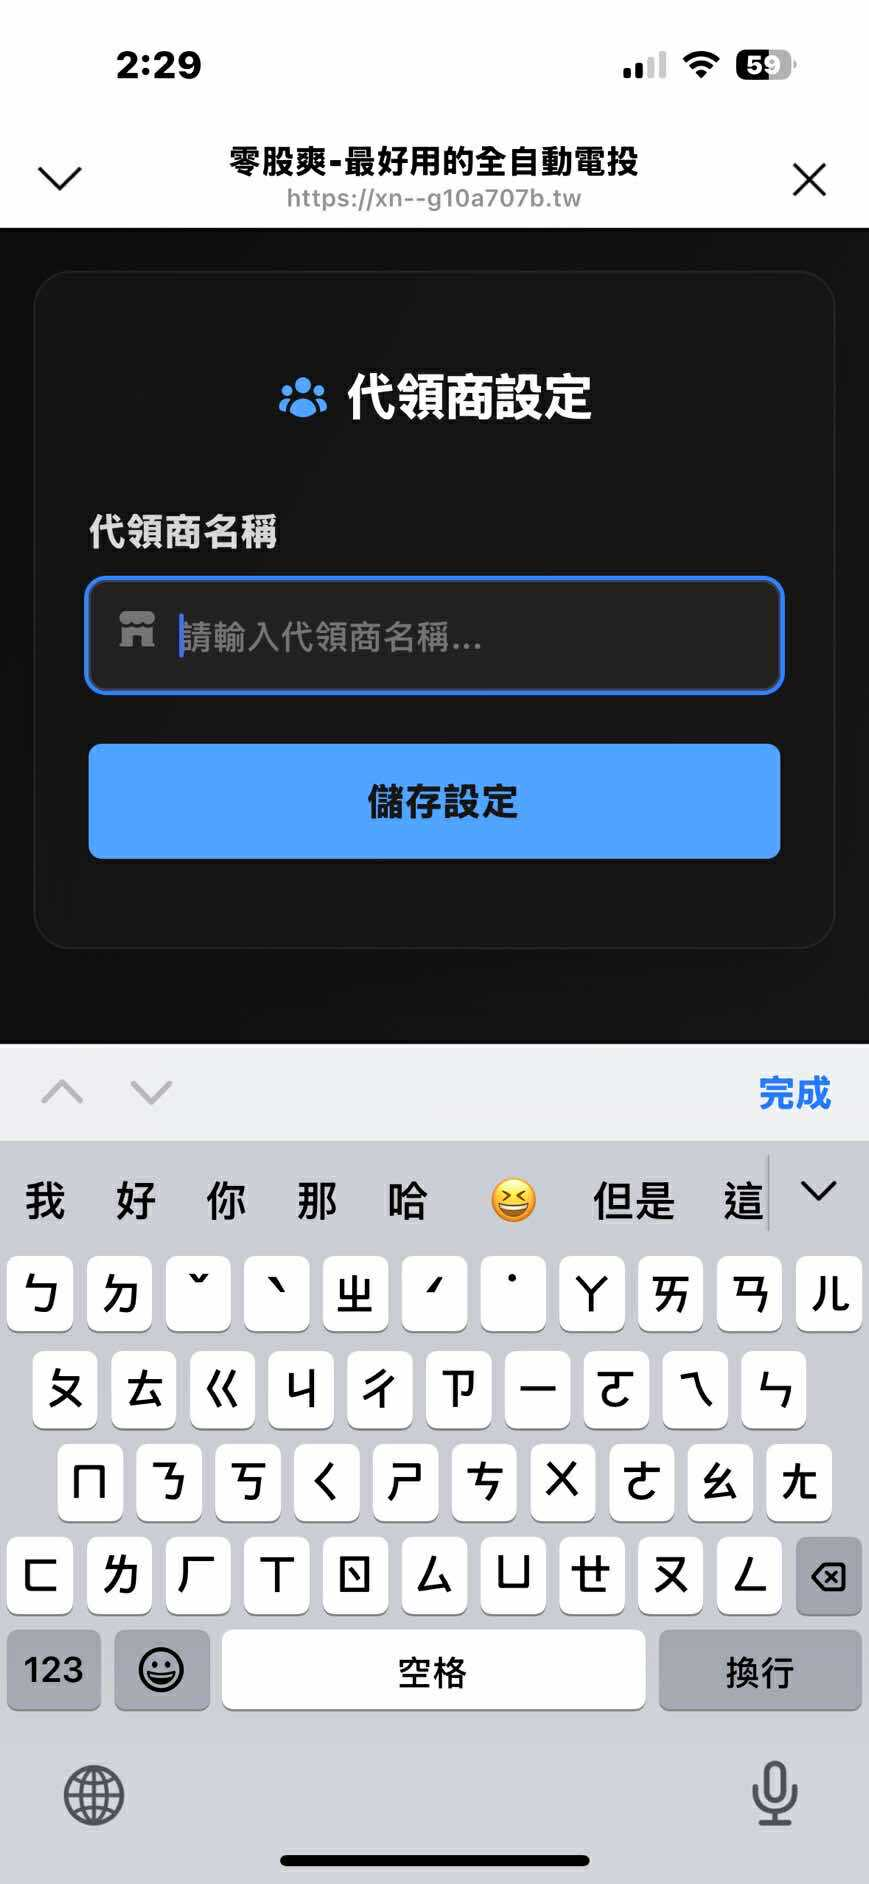 2:29
59
零股爽-最好用的全自動電投
https://xn--g10a707b.tw
代領商設定
代領商名稱
請輸入代領商名稱...
儲存設定
完成
我 好 你 那 哈 😆 但是 這
ㄅ ㄉ ˇ ˋ ㄓ ˊ ˙ ㄚ ㄞ ㄢ ㄦ
ㄆ ㄊ ㄍ ㄐ ㄔ ㄗ ㄧ ㄛ ㄟ ㄣ
ㄇ ㄋ ㄎ ㄑ ㄕ ㄘ ㄨ ㄜ ㄠ ㄤ
ㄈ ㄌ ㄏ ㄒ ㄖ ㄙ ㄩ ㄝ ㄡ ㄥ
123 空格 換行